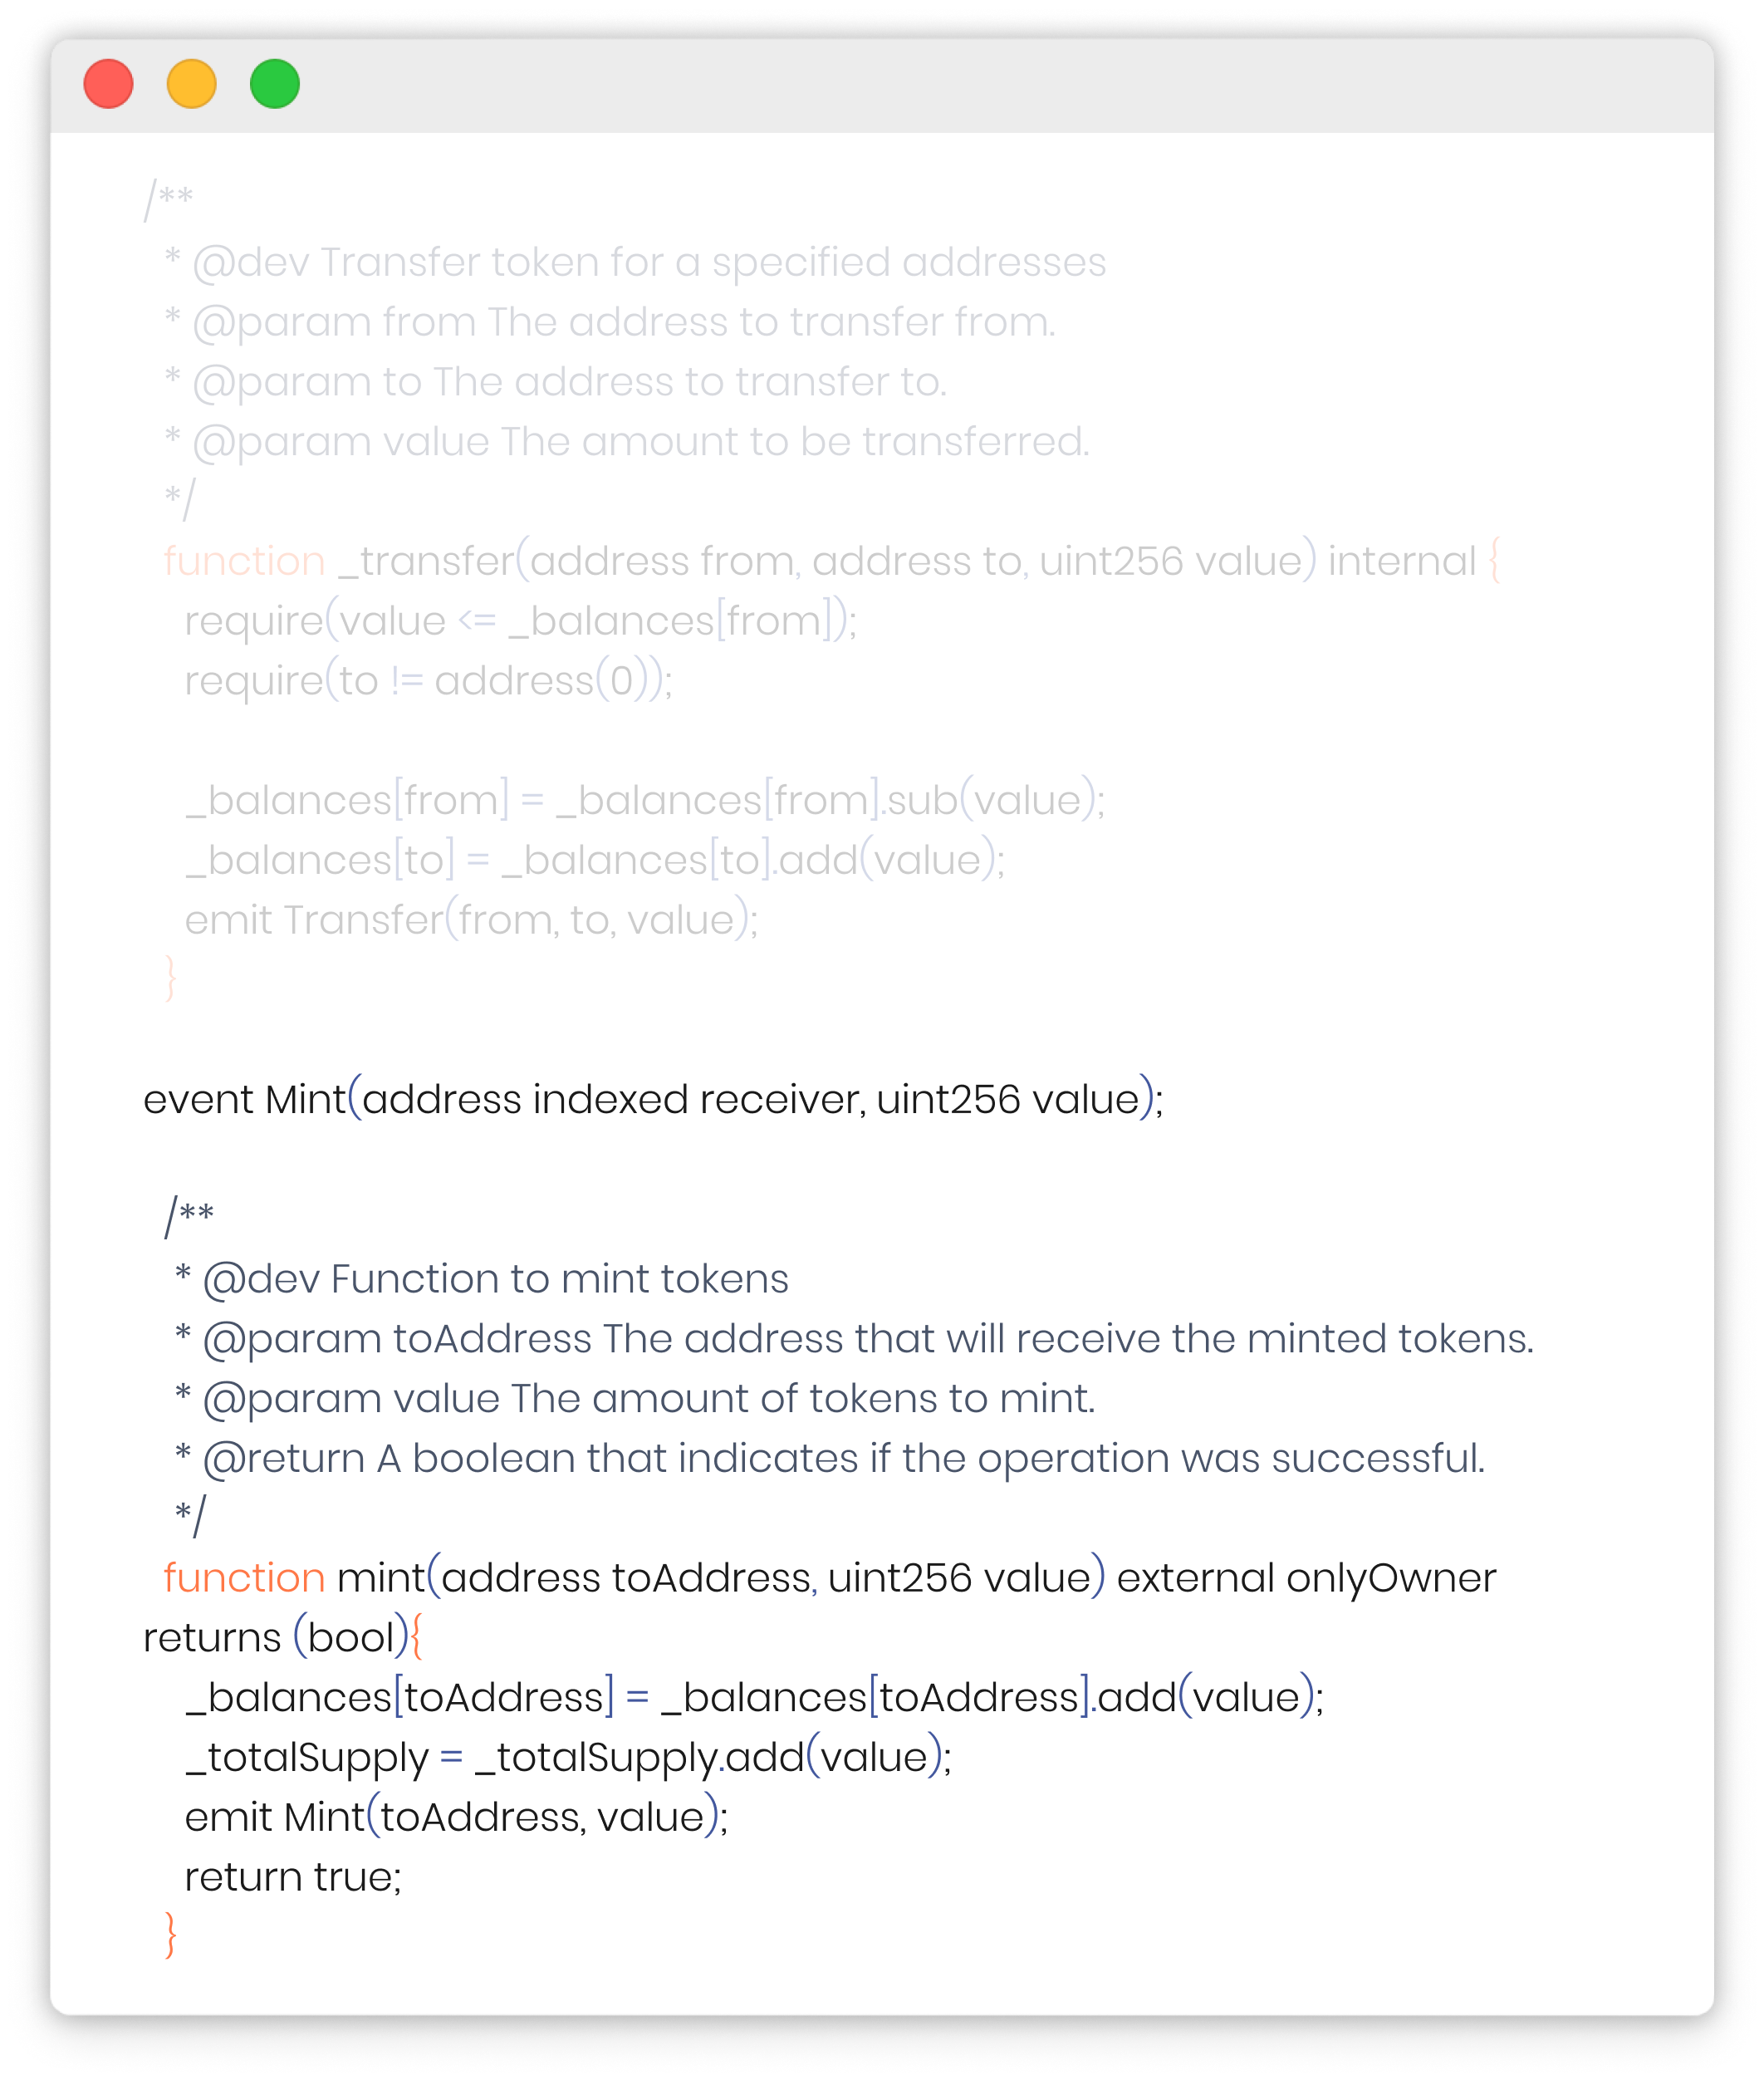 /**
* @dev Transfer token for a specified addresses
* @param from The address to transfer from.
* @param to The address to transfer to.
* @param value The amount to be transferred.
*/
function _transfer(address from, address to, uint256 value) internal {
require(value <= _balances[from]);
require(to != address(0));
_balances[from] = _balances[from].sub(value);
_balances[to] = _balances[to].add(value);
emit Transfer(from, to, value);
}
event Mint(address indexed receiver, uint256 value);
/**
* @dev Function to mint tokens
* @param toAddress The address that will receive the minted tokens.
* @param value The amount of tokens to mint.
* @return A boolean that indicates if the operation was successful.
*/
function mint(address toAddress, uint256 value) external onlyOwner
returns (bool){
_balances[toAddress] = _balances[toAddress].add(value);
_totalSupply = _totalSupply.add(value);
emit Mint(toAddress, value);
return true;
}